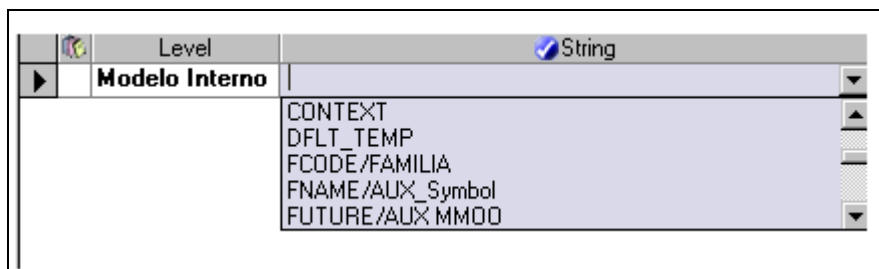 Level String
Modelo Interno
CONTEXT
DFLT_TEMP
FCODE/FAMILIA
FNAME/AUX_Symbol
FUTURE/AUX MMOO